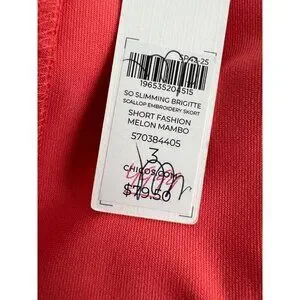 196535204515
SO SLIMMING BRIGITTE
SCALLOP EMBROIDERY SKORT
SHORT FASHION
MELON MAMBO
570384405
3
CHICOS.COM
$79.50